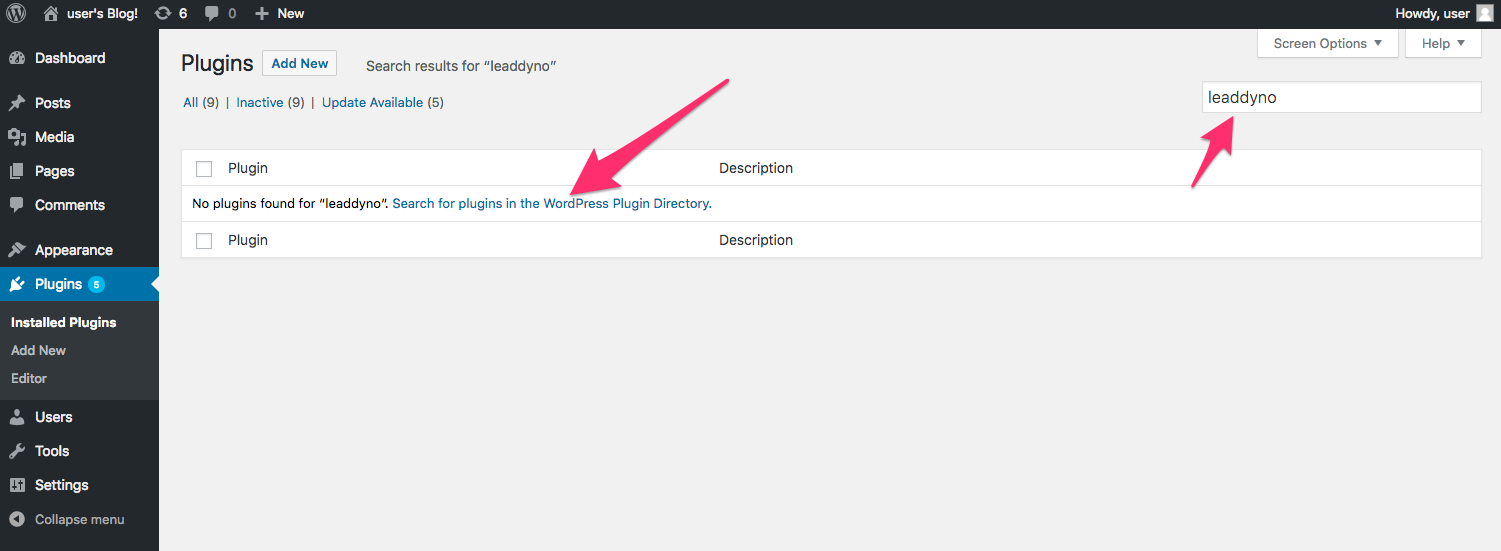 user's Blog! 6 0 New Howdy, user
Dashboard
Posts
Media
Pages
Comments
Appearance
Plugins 5
Installed Plugins
Add New
Editor
Users
Tools
Settings
Collapse menu
Screen Options Help
Plugins Add New Search results for “leaddyno”
All (9) | Inactive (9) | Update Available (5)
leaddyno
Plugin Description
No plugins found for “leaddyno”. Search for plugins in the WordPress Plugin Directory.
Plugin Description